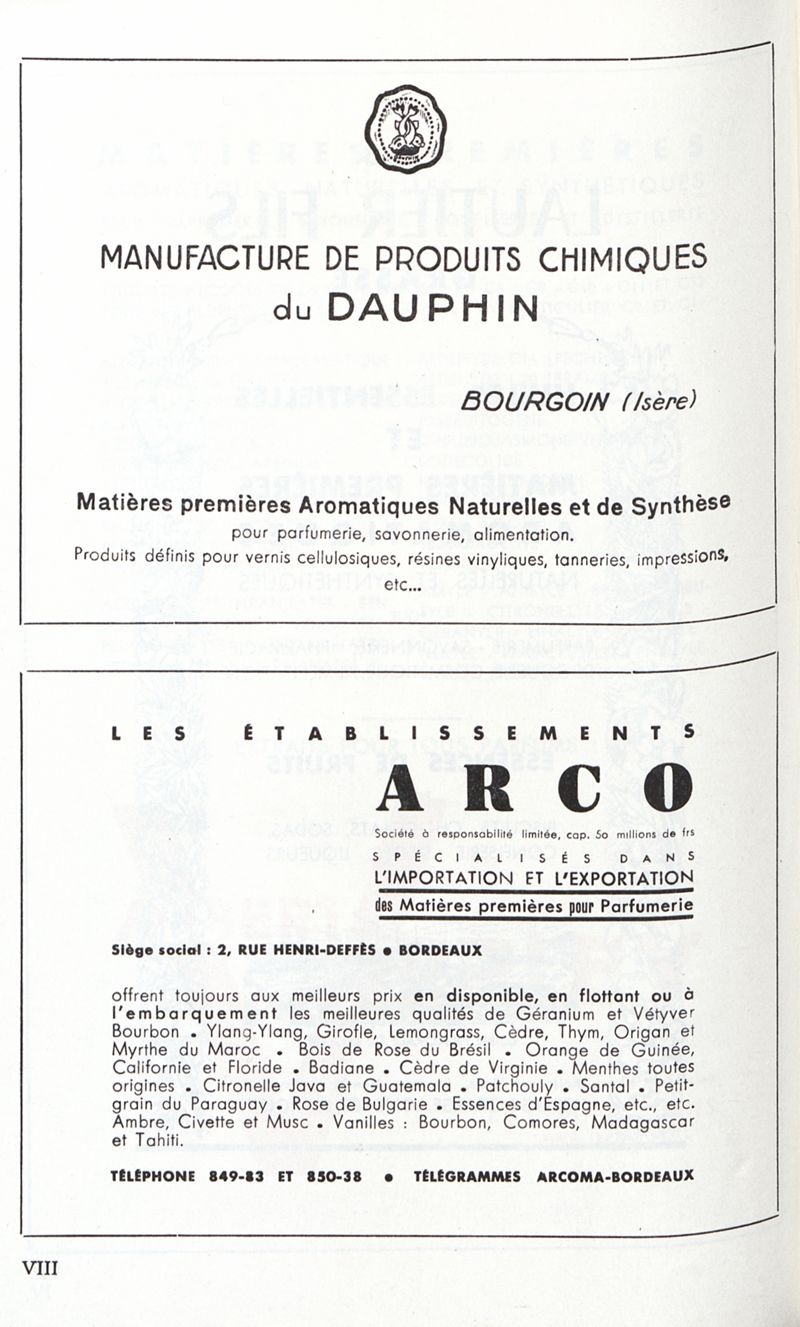 MANUFACTURE DE PRODUITS CHIMIQUES
du DAUPHIN
BOURGOIN (Isère)
Matières premières Aromatiques Naturelles et de Synthèse
pour parfumerie, savonnerie, alimentation.
Produits définis pour vernis cellulosiques, résines vinyliques, tanneries, impressions,
etc...
LES ÉTABLISSEMENTS
ARCO
Société à responsabilité limitée, cap. 50 millions de frs
SPÉCIALISÉS DANS
L'IMPORTATION ET L'EXPORTATION
des Matières premières pour Parfumerie
Siège social : 2, RUE HENRI-DEFFÈS • BORDEAUX
offrent toujours aux meilleurs prix en disponible, en flottant ou à
l'embarquement les meilleures qualités de Géranium et Vétyver
Bourbon • Ylang-Ylang, Girofle, Lemongrass, Cèdre, Thym, Origan et
Myrthe du Maroc • Bois de Rose du Brésil • Orange de Guinée,
Californie et Floride • Badiane • Cèdre de Virginie • Menthes toutes
origines • Citronelle Java et Guatemala • Patchouly • Santal • Petit-
grain du Paraguay • Rose de Bulgarie • Essences d'Espagne, etc., etc.
Ambre, Civette et Musc • Vanilles : Bourbon, Comores, Madagascar
et Tahiti.
TÉLÉPHONE 849-83 ET 850-38 • TÉLÉGRAMMES ARCOMA-BORDEAUX
VIII